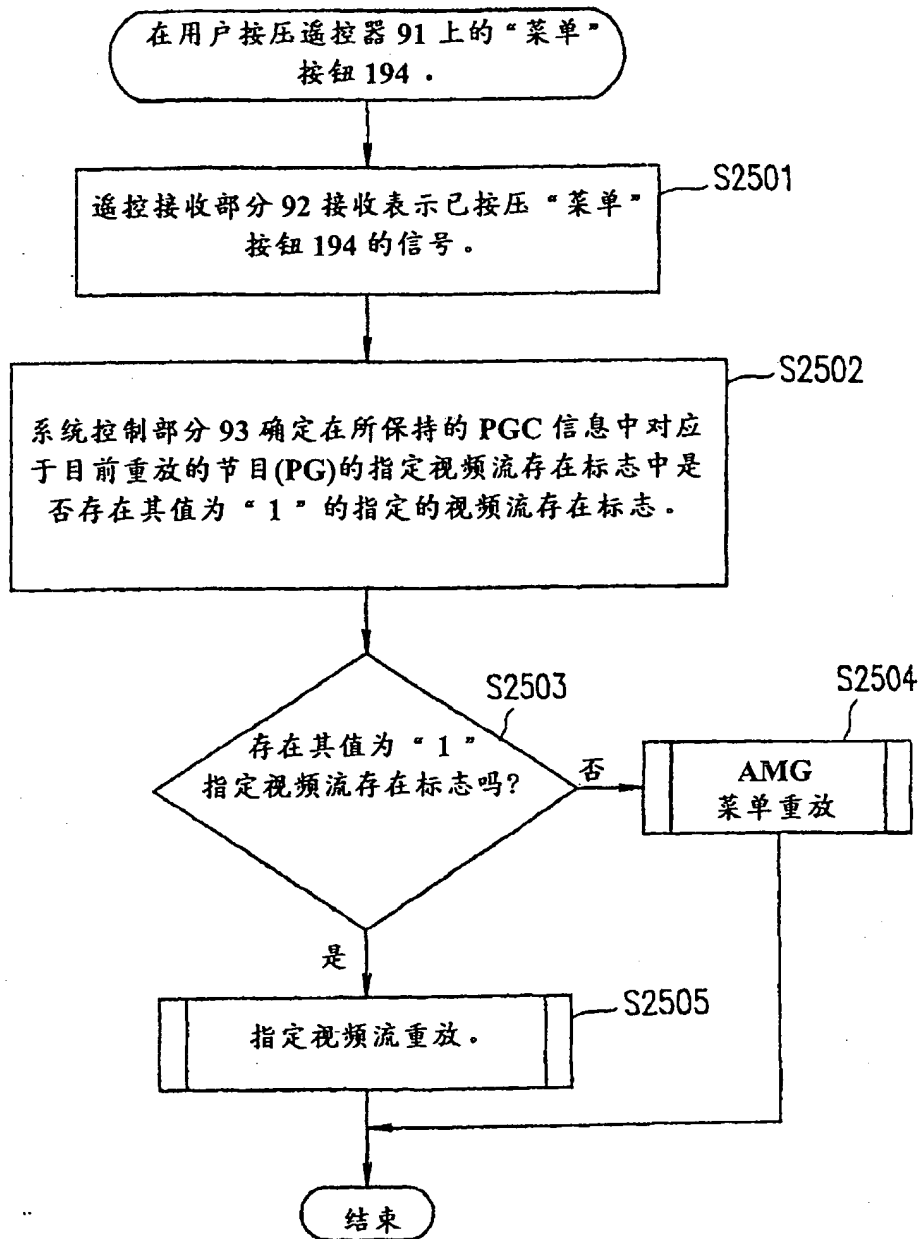 在用户按压遥控器 91 上的“菜单”
按钮 194 .
遥控接收部分 92 接收表示已按压“菜单”
按钮 194 的信号。
S2501
系统控制部分 93 确定在所保持的 PGC 信息中对应
于目前重放的节目(PG)的指定视频流存在标志中是
否存在其值为“1”的指定的视频流存在标志。
S2502
存在其值为“1”
指定视频流存在标志吗?
S2503
否
AMG
菜单重放
S2504
是
指定视频流重放。
S2505
结束